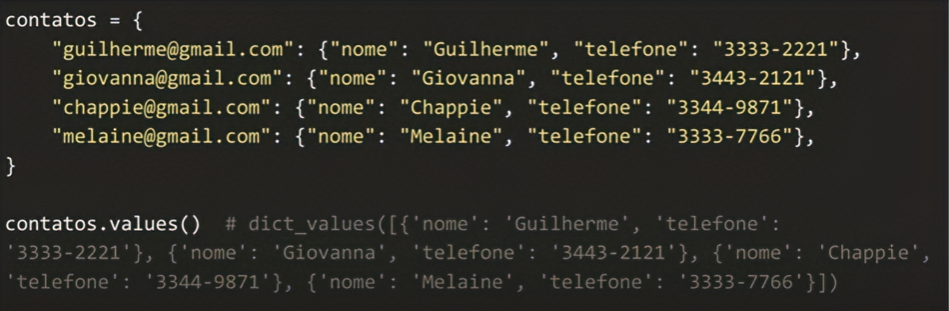 contatos = {
    "guilherme@gmail.com": {"nome": "Guilherme", "telefone": "3333-2221"},
    "giovanna@gmail.com": {"nome": "Giovanna", "telefone": "3443-2121"},
    "chappie@gmail.com": {"nome": "Chappie", "telefone": "3344-9871"},
    "melaine@gmail.com": {"nome": "Melaine", "telefone": "3333-7766"},
}

contatos.values()  # dict_values([{'nome': 'Guilherme', 'telefone':
'3333-2221'}, {'nome': 'Giovanna', 'telefone': '3443-2121'}, {'nome': 'Chappie',
'telefone': '3344-9871'}, {'nome': 'Melaine', 'telefone': '3333-7766'}])